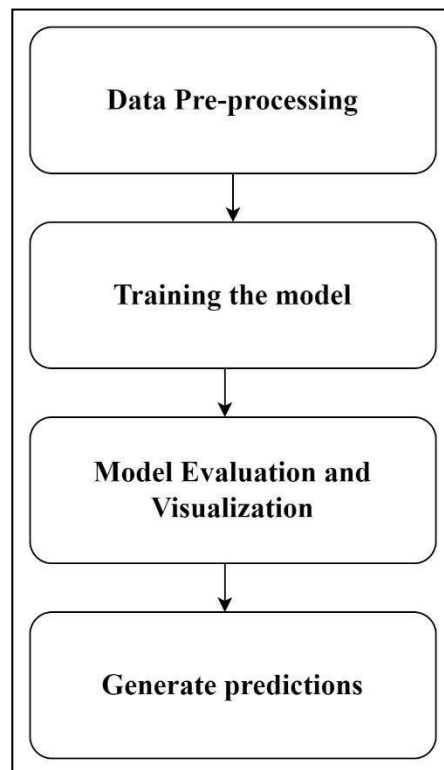 Data Pre-processing
Training the model
Model Evaluation and
Visualization
Generate predictions